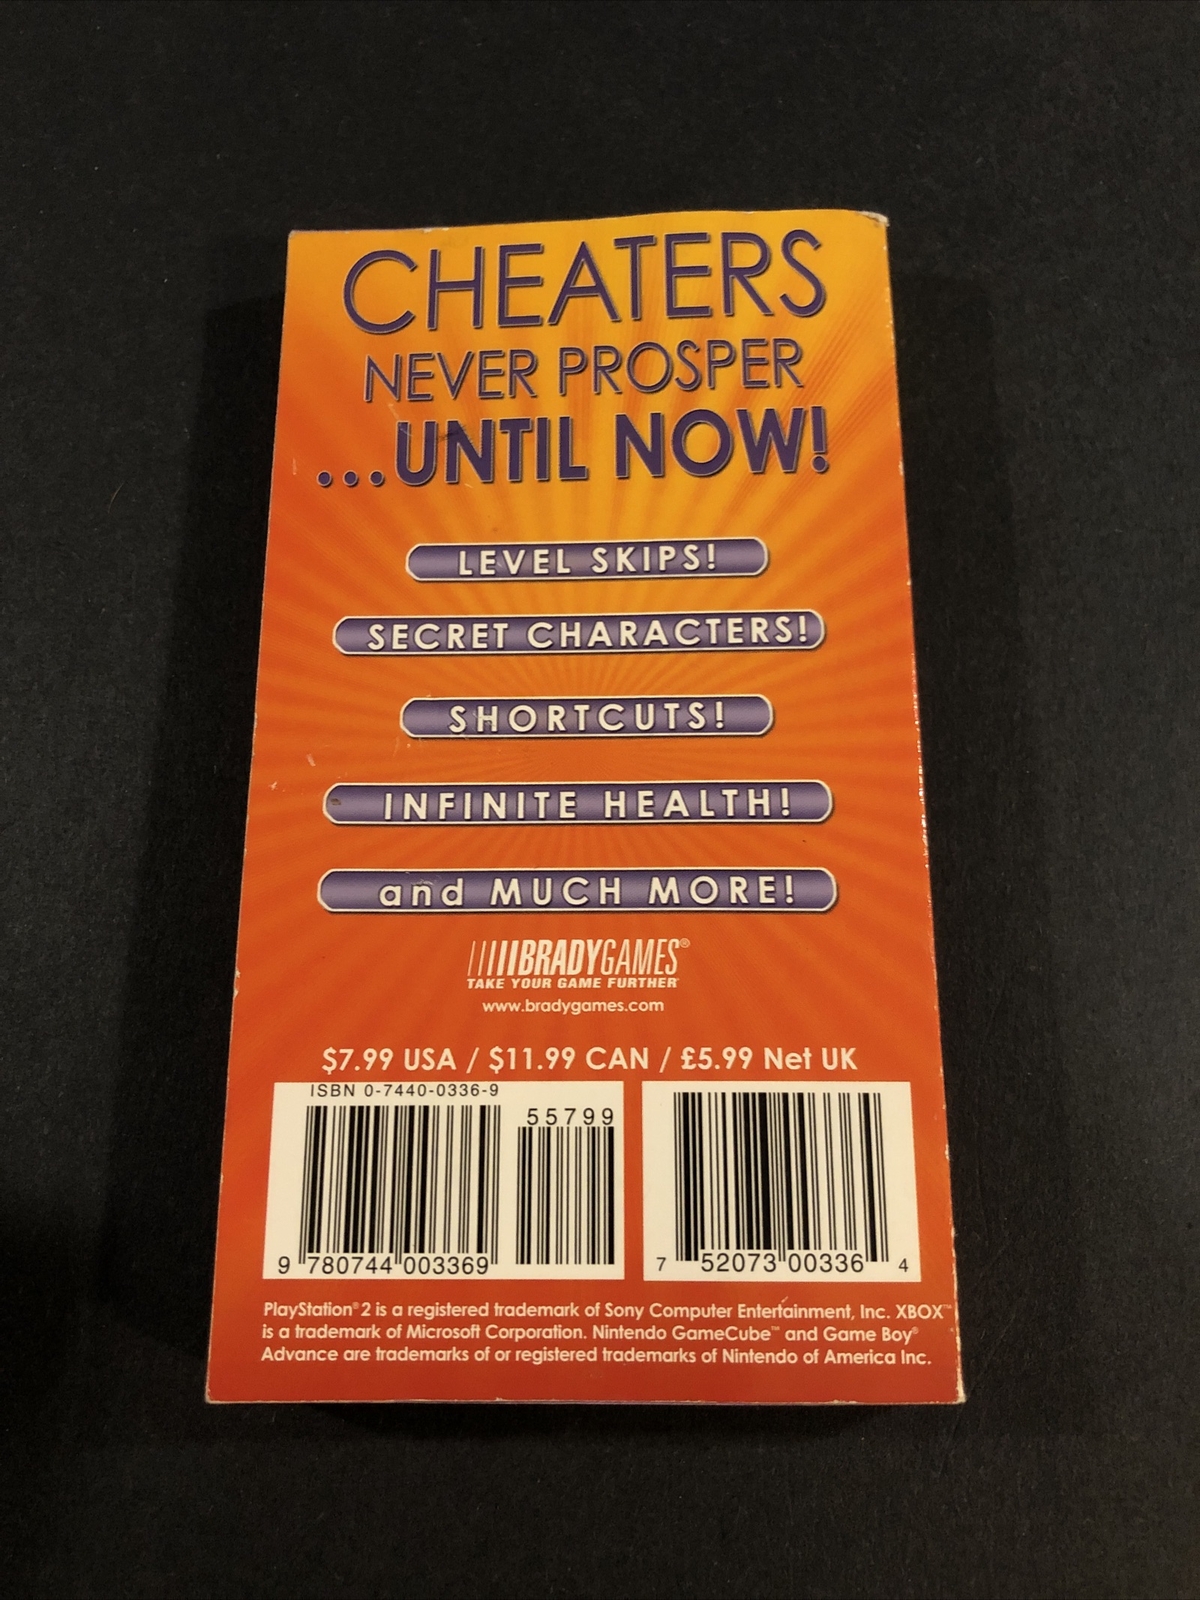 CHEATERS
NEVER PROSPER
...UNTIL NOW!
LEVEL SKIPS!
SECRET CHARACTERS!
SHORTCUTS!
INFINITE HEALTH!
and MUCH MORE!
BRADYGAMES®
TAKE YOUR GAME FURTHER®
www.bradygames.com
$7.99 USA / $11.99 CAN / £5.99 Net UK
ISBN 0-7440-0336-9
55799
9 780744 003369
7 52073 00336 4
PlayStation®2 is a registered trademark of Sony Computer Entertainment, Inc. XBOX™
is a trademark of Microsoft Corporation. Nintendo GameCube™ and Game Boy®
Advance are trademarks of or registered trademarks of Nintendo of America Inc.